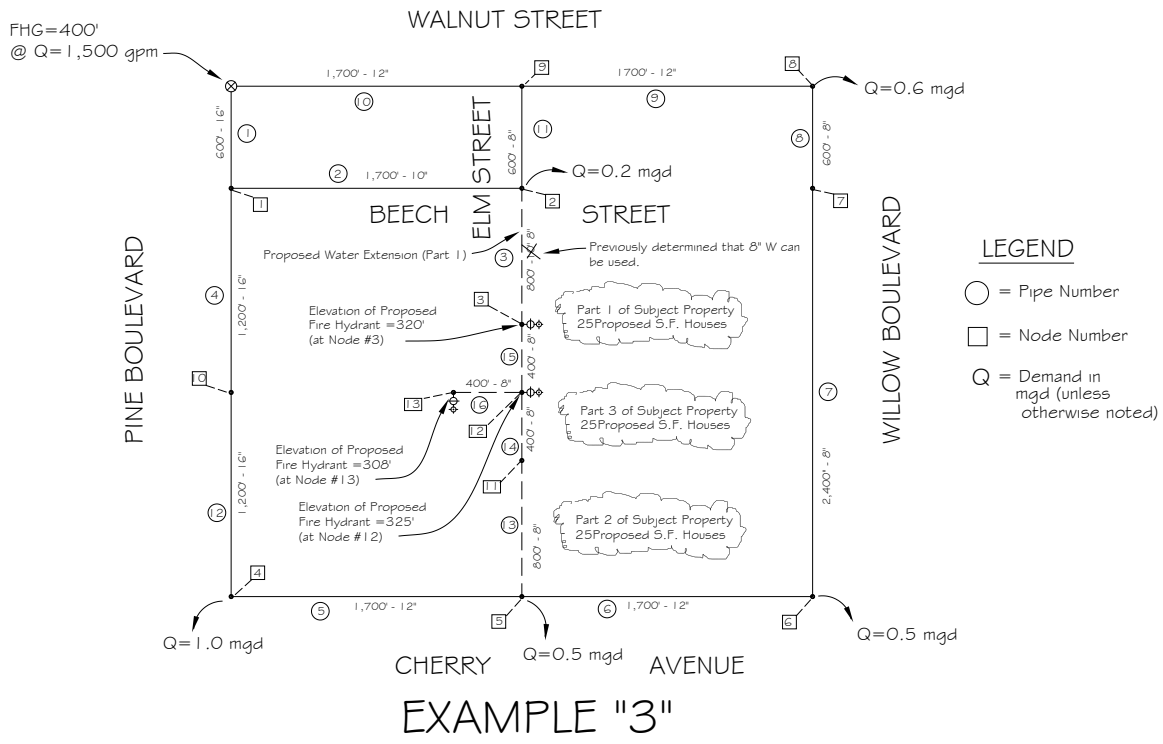 WALNUT STREET
FHG=400'
@ Q=1,500 gpm
1,700' - 12"
9
1700' - 12"
8
Q=0.6 mgd
10
9
600' - 16"
1
ELM STREET
600' - 8"
11
8
600' - 8"
2
1,700' - 10"
Q=0.2 mgd
1
2
7
BEECH
STREET
PINE BOULEVARD
WILLOW BOULEVARD
LEGEND
= Pipe Number
= Node Number
Q = Demand in
mgd (unless
otherwise noted)
Proposed Water Extension (Part 1)
3
Previously determined that 8" W can
be used.
4
1,200' - 16"
3
Elevation of Proposed
Fire Hydrant =320'
(at Node #3)
Part 1 of Subject Property
25Proposed S.F. Houses
15
400' - 8"
10
400' - 8"
13
16
12
7
Part 3 of Subject Property
25Proposed S.F. Houses
14
400' - 8"
Elevation of Proposed
Fire Hydrant =308'
(at Node #13)
11
2,400" - 8"
Elevation of Proposed
Fire Hydrant =325'
(at Node #12)
12
1,200' - 16"
13
800' - 8"
Part 2 of Subject Property
25Proposed S.F. Houses
4
5
1,700' - 12"
6
1,700' - 12"
5
6
Q=1.0 mgd
Q=0.5 mgd
Q=0.5 mgd
CHERRY
AVENUE
EXAMPLE "3"